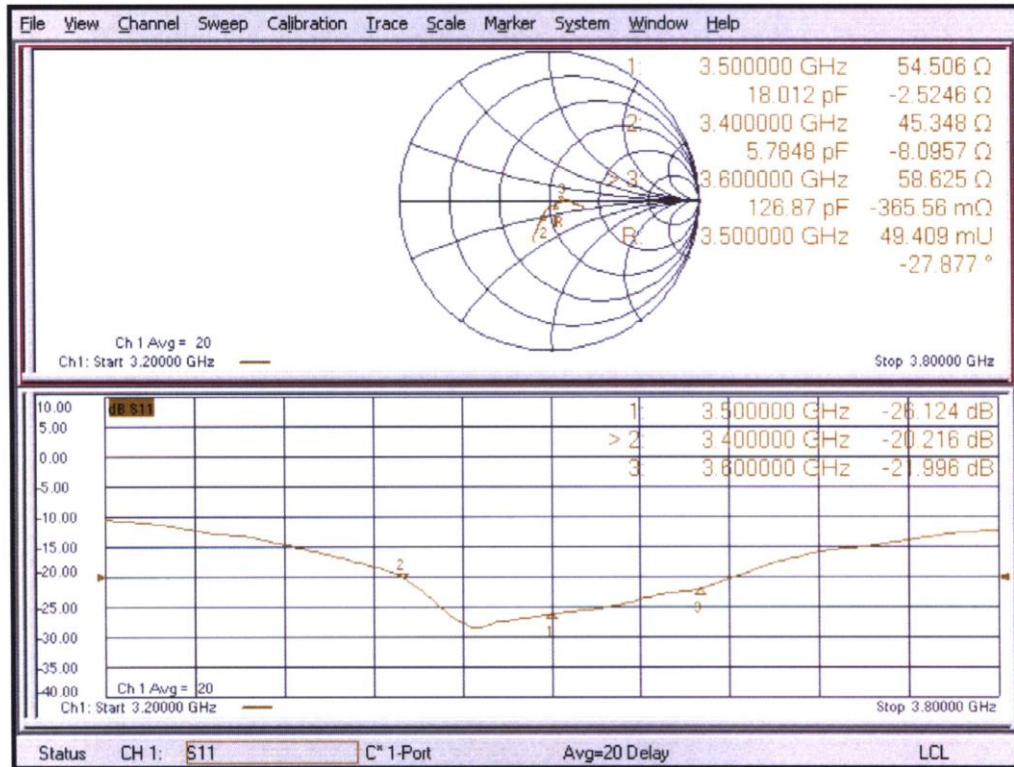 File View Channel Sweep Calibration Trace Scale Marker System Window Help
1: 3.500000 GHz 54.506 Ω
18.012 pF -2.5246 Ω
2: 3.400000 GHz 45.348 Ω
5.7848 pF -8.0957 Ω
> 3: 3.600000 GHz 58.625 Ω
126.87 pF -365.56 mΩ
R: 3.500000 GHz 49.409 mU
-27.877 °
3
R
2
Ch 1 Avg = 20
Ch1: Start 3.20000 GHz Stop 3.80000 GHz
10.00 dB S11 1: 3.500000 GHz -26.124 dB
5.00 > 2: 3.400000 GHz -20.216 dB
0.00 3: 3.600000 GHz -21.996 dB
-5.00
-10.00
-15.00
2
-20.00
3
-25.00
1
-30.00
-35.00
-40.00 Ch 1 Avg = 20
Ch1: Start 3.20000 GHz Stop 3.80000 GHz
Status CH 1: S11 C* 1-Port Avg=20 Delay LCL